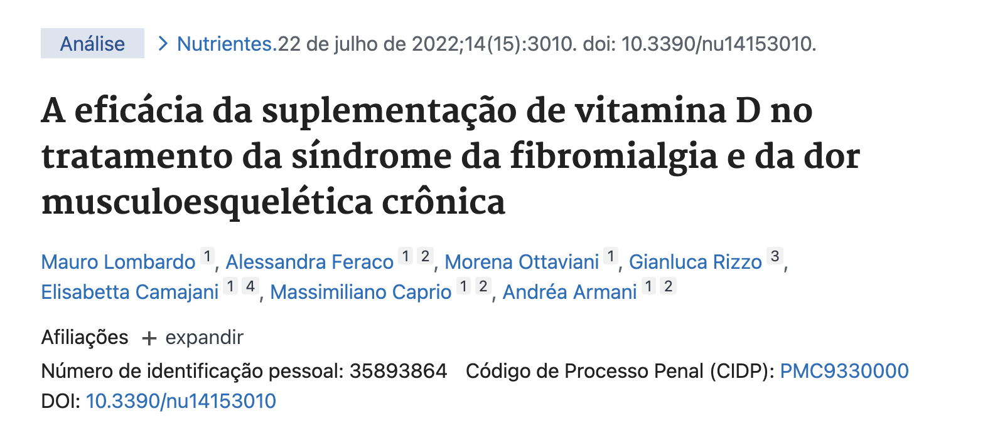 Análise > Nutrientes.22 de julho de 2022;14(15):3010. doi: 10.3390/nu14153010.
A eficácia da suplementação de vitamina D no
tratamento da síndrome da fibromialgia e da dor
musculoesquelética crônica
Mauro Lombardo 1, Alessandra Feraco 1 2, Morena Ottaviani 1, Gianluca Rizzo 3,
Elisabetta Camajani 1 4, Massimiliano Caprio 1 2, Andréa Armani 1 2
Afiliações + expandir
Número de identificação pessoal: 35893864 Código de Processo Penal (CIDP): PMC9330000
DOI: 10.3390/nu14153010